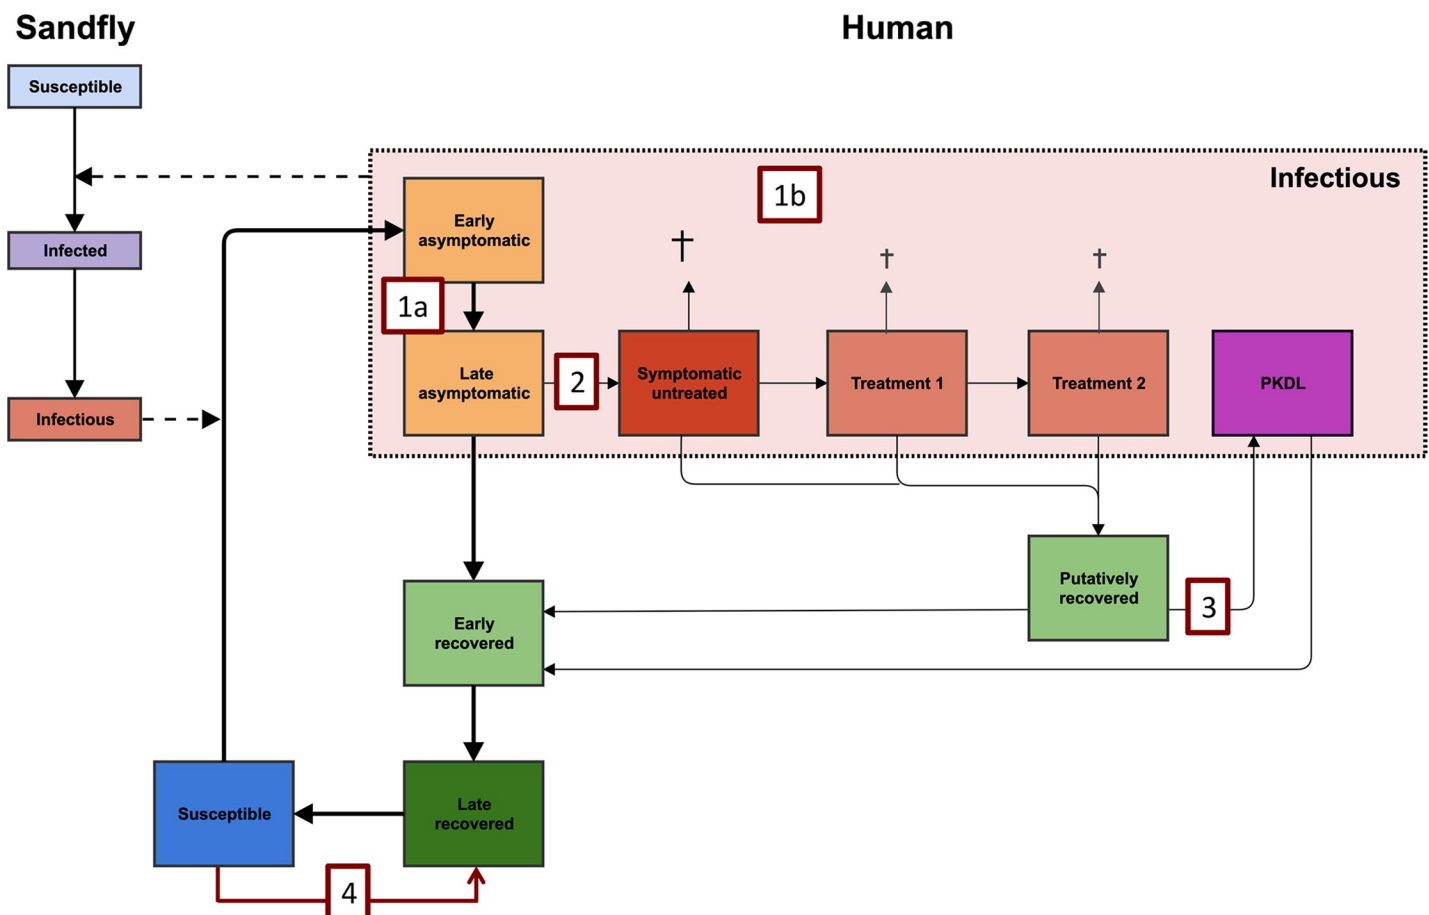 Sandfly
Human
Susceptible
Infectious
1b
Early
asymptomatic
†
†
†
Infected
1a
Late
asymptomatic
2
Symptomatic
untreated
Treatment 1
Treatment 2
PKDL
Infectious
Putatively
recovered
3
Early
recovered
Susceptible
Late
recovered
4